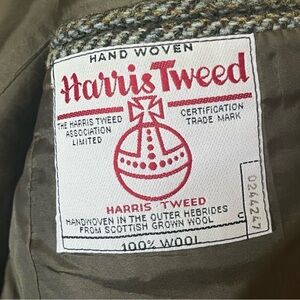 HAND WOVEN
Harris Tweed
THE HARRIS TWEED
ASSOCIATION
LIMITED
CERTIFICATION
TRADE MARK
HARRIS TWEED
HANDWOVEN IN THE OUTER HEBRIDES
FROM SCOTTISH GROWN WOOL
100% WOOL
0244247